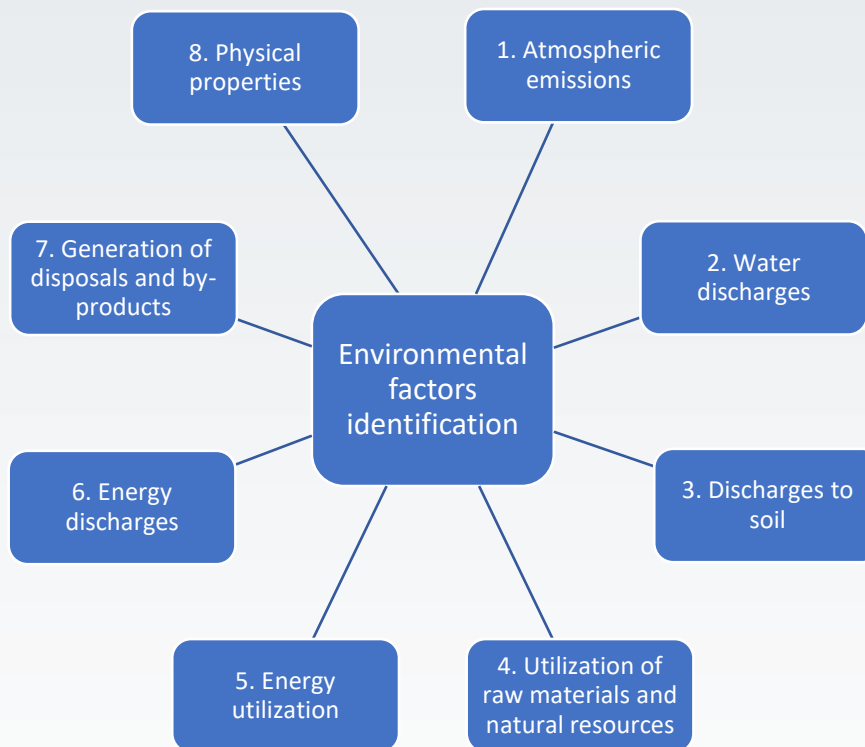 8. Physical
properties
1. Atmospheric
emissions
7. Generation of
disposals and by-
products
2. Water
discharges
Environmental
factors
identification
6. Energy
discharges
3. Discharges to
soil
5. Energy
utilization
4. Utilization of
raw materials and
natural resources